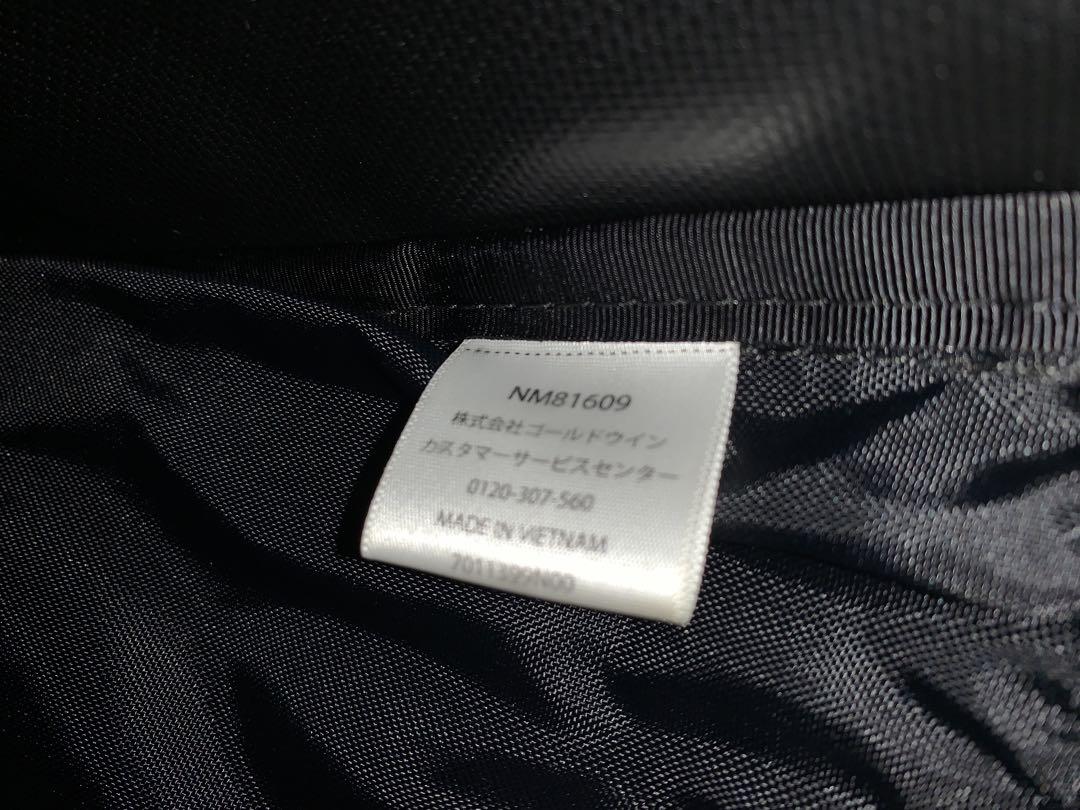 NM81609
株式会社ゴールドウイン
カスタマーサービスセンター
0120-307-560
MADE IN VIETNAM